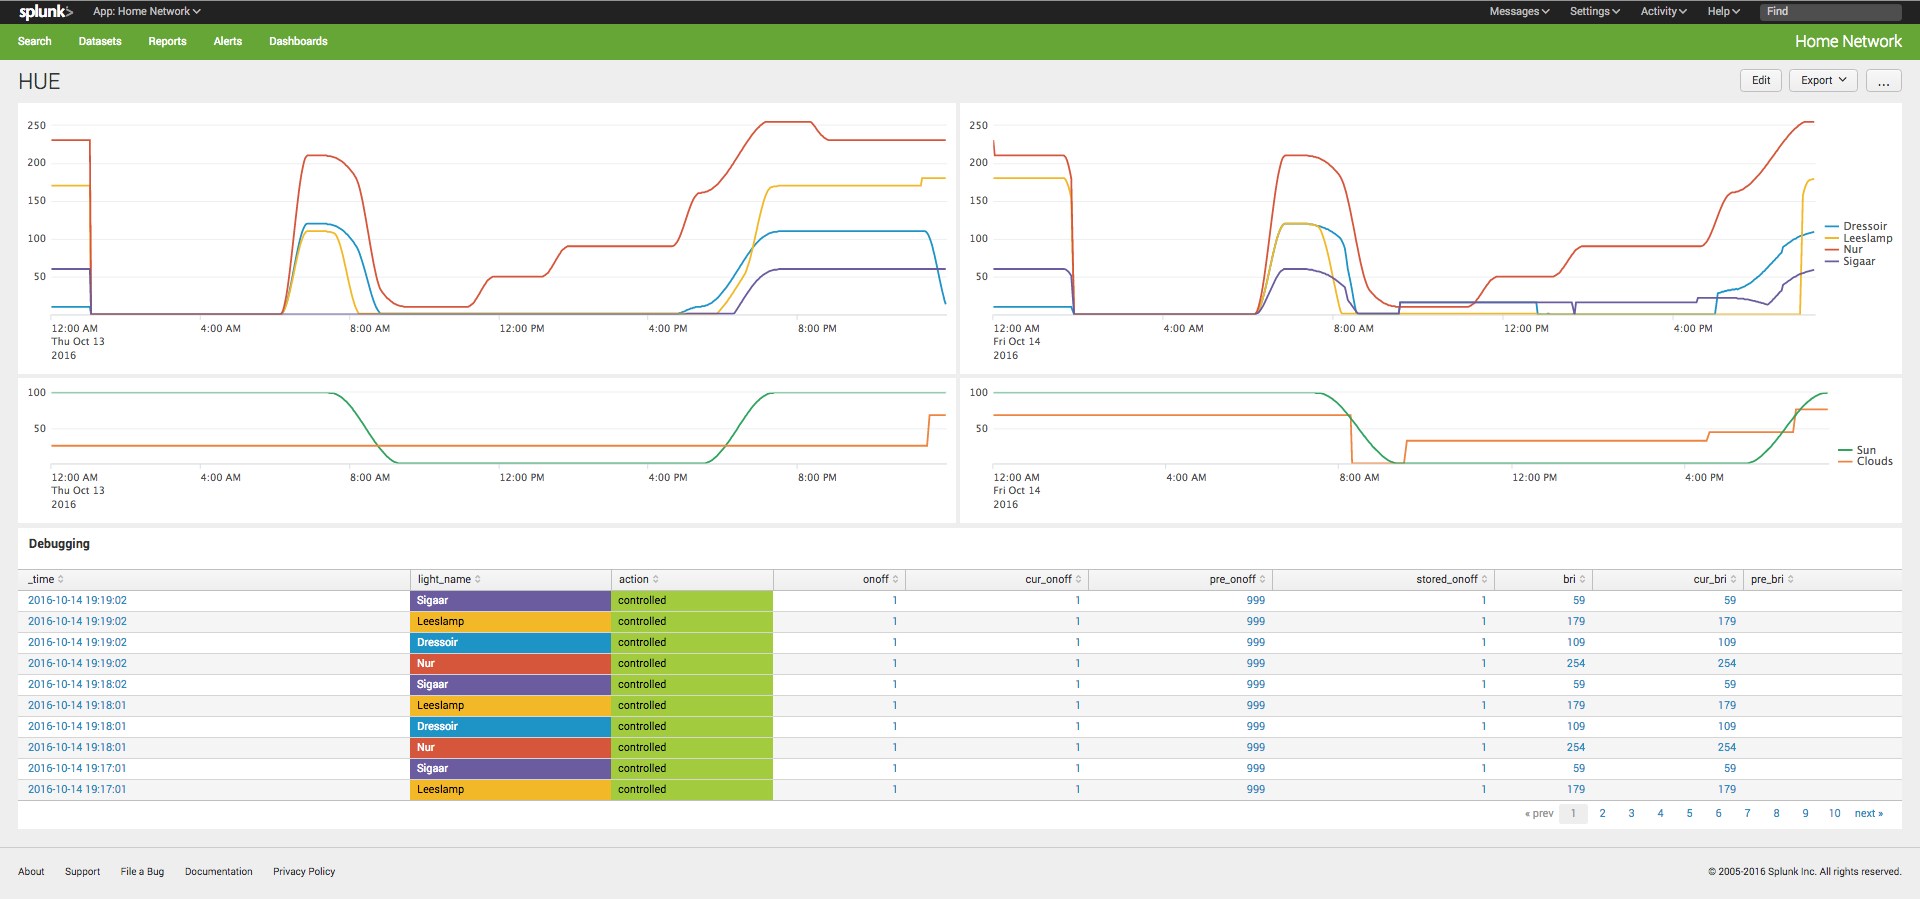 splunk> App: Home Network Messages Settings Activity Help Find
Search Datasets Reports Alerts Dashboards Home Network
HUE Edit Export ...
250
200
150
100
50
12:00 AM 4:00 AM 8:00 AM 12:00 PM 4:00 PM 8:00 PM
Thu Oct 13
2016
250
200
150
100
50
12:00 AM 4:00 AM 8:00 AM 12:00 PM 4:00 PM
Fri Oct 14
2016
Dressoir
Leeslamp
Nur
Sigaar
100
50
12:00 AM 4:00 AM 8:00 AM 12:00 PM 4:00 PM 8:00 PM
Thu Oct 13
2016
100
50
12:00 AM 4:00 AM 8:00 AM 12:00 PM 4:00 PM
Fri Oct 14
2016
Sun
Clouds
Debugging
_time light_name action onoff cur_onoff pre_onoff stored_onoff bri cur_bri pre_bri
2016-10-14 19:19:02 Sigaar controlled 1 1 999 1 59 59
2016-10-14 19:19:02 Leeslamp controlled 1 1 999 1 179 179
2016-10-14 19:19:02 Dressoir controlled 1 1 999 1 109 109
2016-10-14 19:19:02 Nur controlled 1 1 999 1 254 254
2016-10-14 19:18:02 Sigaar controlled 1 1 999 1 59 59
2016-10-14 19:18:01 Leeslamp controlled 1 1 999 1 179 179
2016-10-14 19:18:01 Dressoir controlled 1 1 999 1 109 109
2016-10-14 19:18:01 Nur controlled 1 1 999 1 254 254
2016-10-14 19:17:01 Sigaar controlled 1 1 999 1 59 59
2016-10-14 19:17:01 Leeslamp controlled 1 1 999 1 179 179
« prev 1 2 3 4 5 6 7 8 9 10 next »
About Support File a Bug Documentation Privacy Policy © 2005-2016 Splunk Inc. All rights reserved.